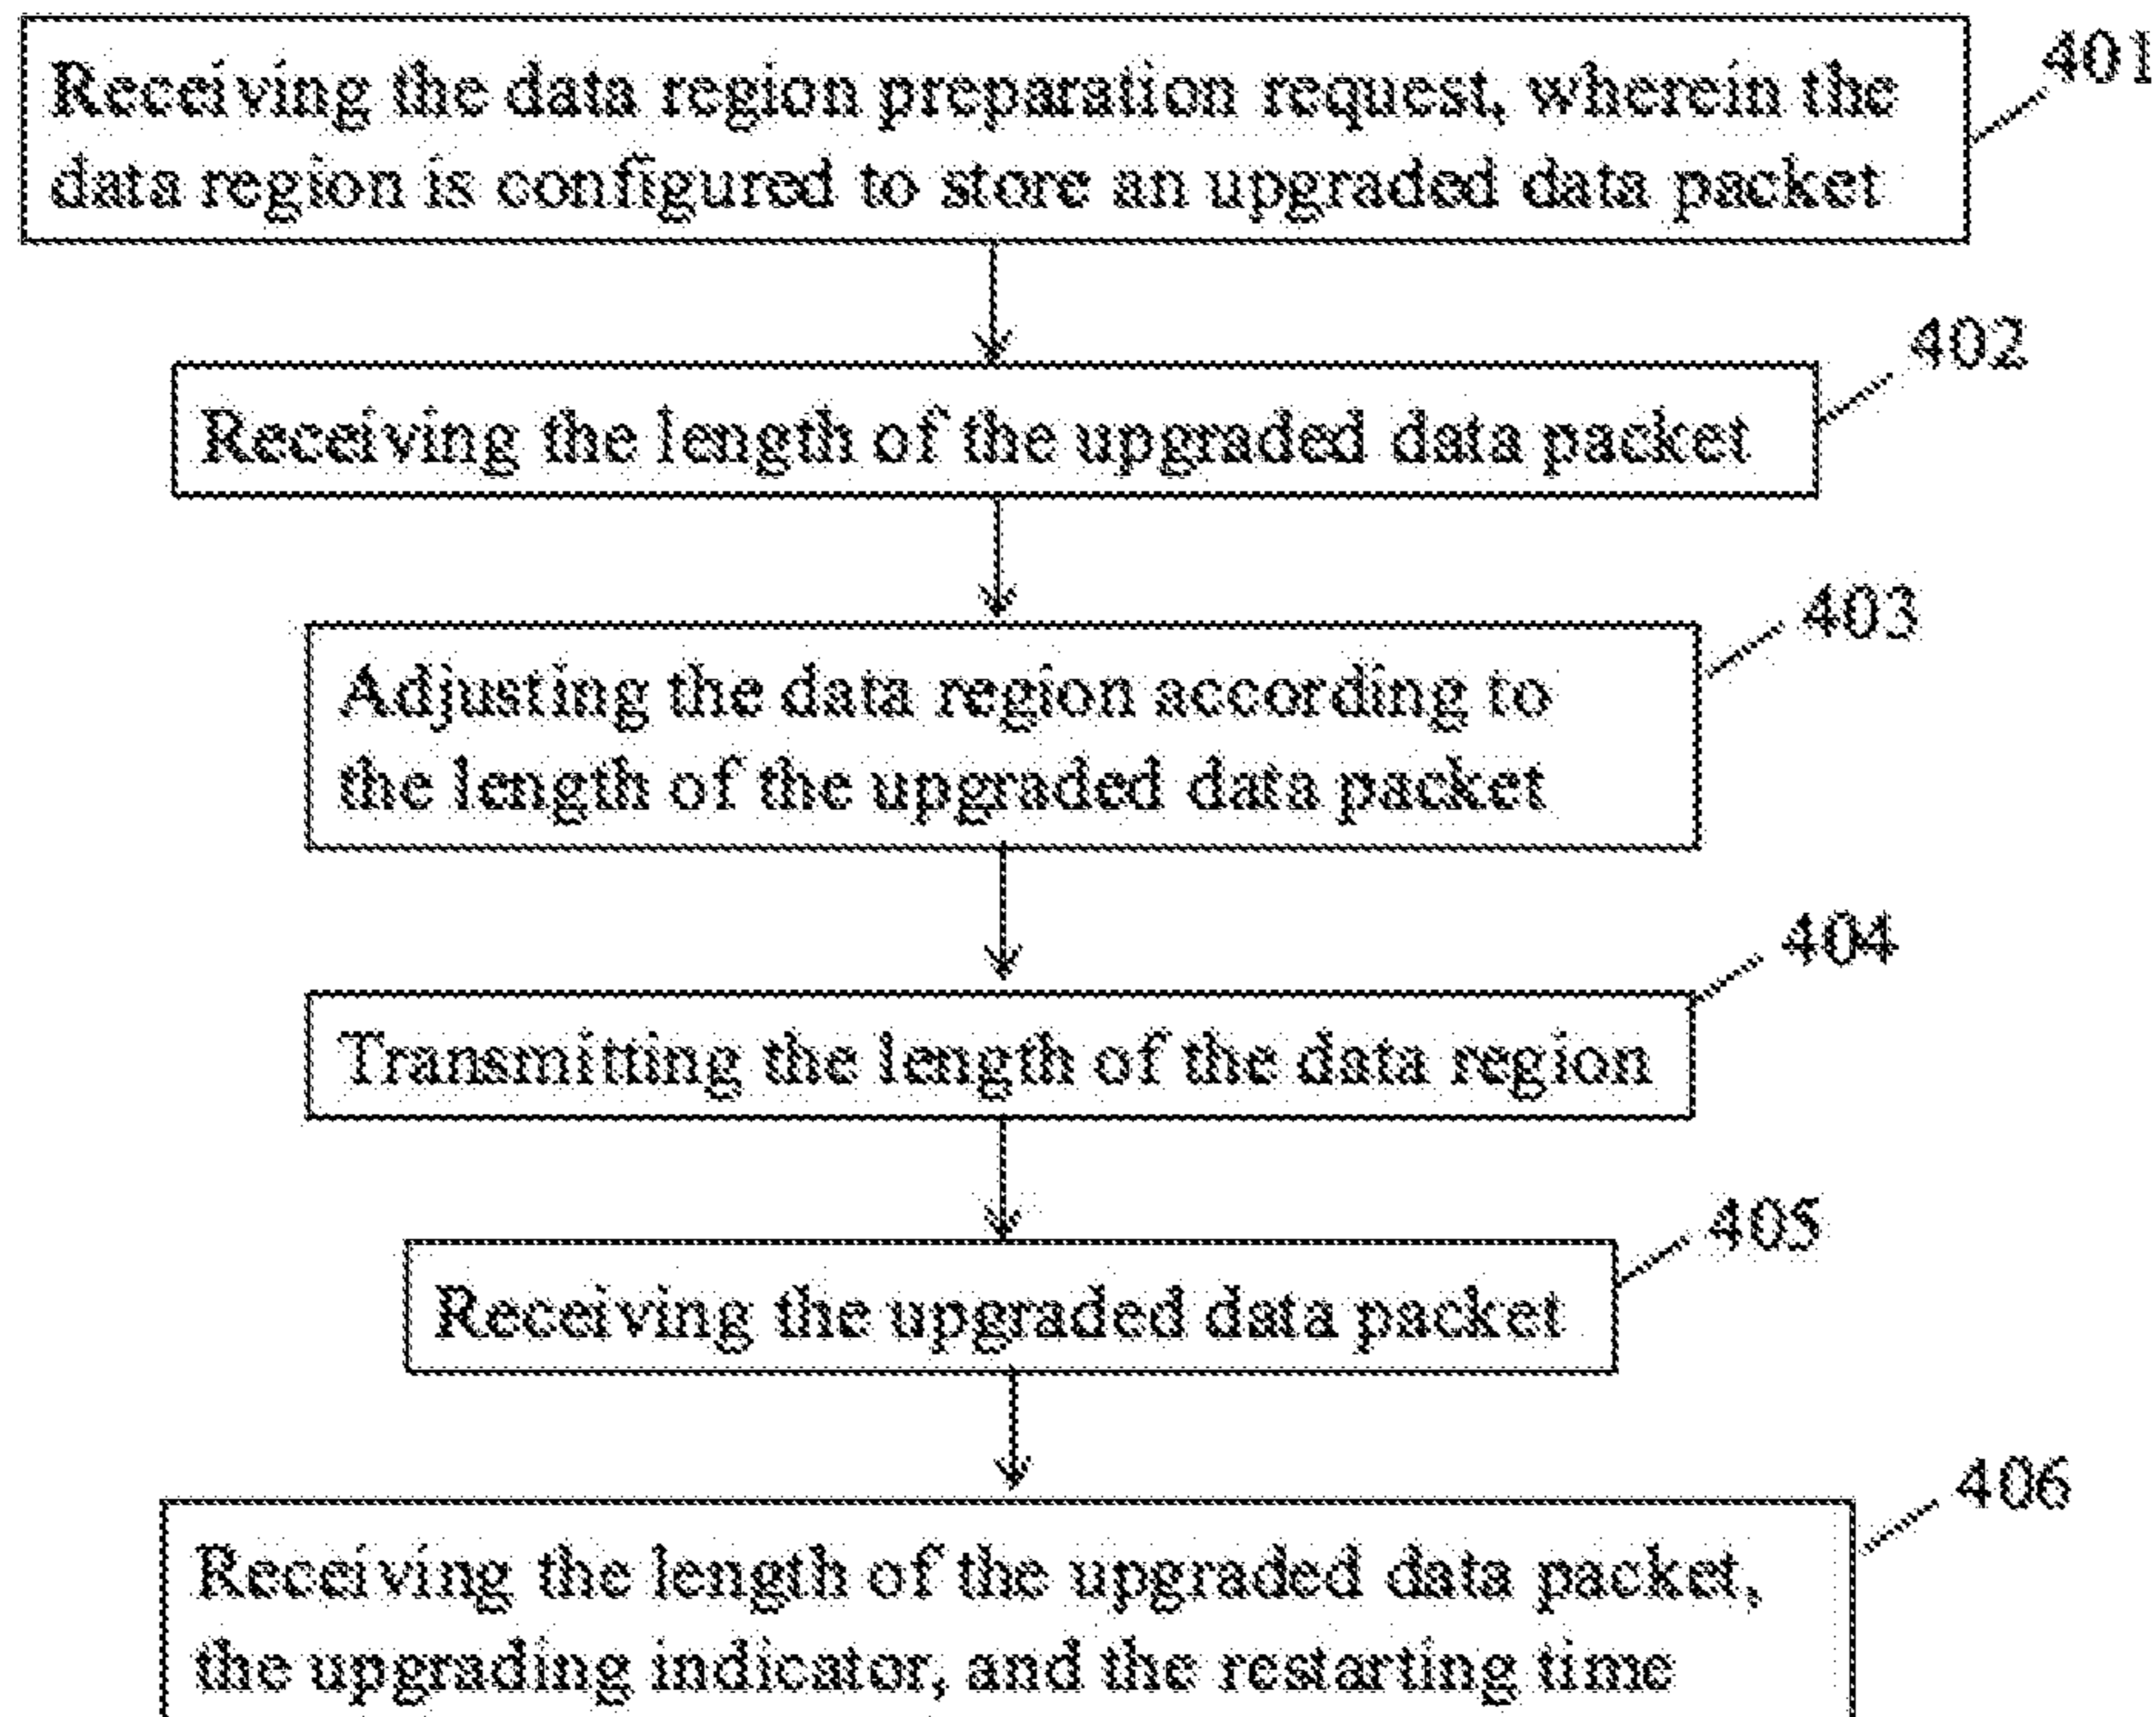 401
Receiving the data region preparation request, wherein the
data region is configured to store an upgraded data packet
402
Receiving the length of the upgraded data packet
403
Adjusting the data region according to
the length of the upgraded data packet
404
Transmitting the length of the data region
405
Receiving the upgraded data packet
406
Receiving the length of the upgraded data packet,
the upgrading indicator, and the restarting time